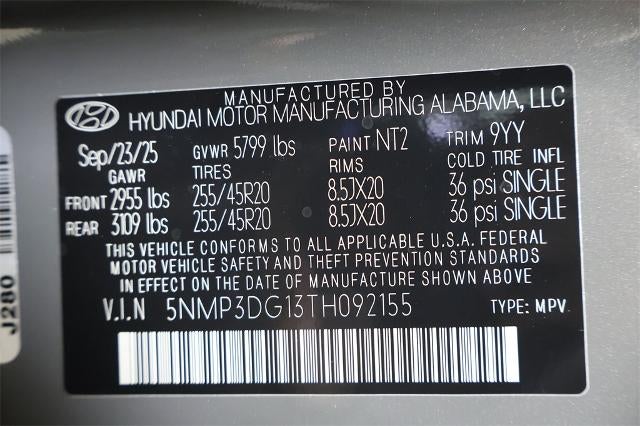 MANUFACTURED BY
HYUNDAI MOTOR MANUFACTURING ALABAMA, LLC
Sep/23/25 GVWR 5799 lbs PAINT NT2 TRIM 9YY
GAWR TIRES RIMS COLD TIRE INFL
FRONT 2955 lbs 255/45R20 8.5JX20 36 psi SINGLE
REAR 3109 lbs 255/45R20 8.5JX20 36 psi SINGLE
THIS VEHICLE CONFORMS TO ALL APPLICABLE U.S.A. FEDERAL
MOTOR VEHICLE SAFETY AND THEFT PREVENTION STANDARDS
IN EFFECT ON THE DATE OF MANUFACTURE SHOWN ABOVE.
V.I.N 5NMP3DG13TH092155 TYPE: MPV
J280